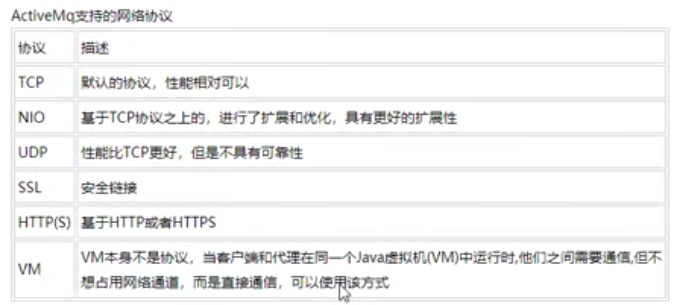 ActiveMq支持的网络协议
协议 描述
TCP 默认的协议，性能相对可以
NIO 基于TCP协议之上的，进行了扩展和优化，具有更好的扩展性
UDP 性能比TCP更好，但是不具有可靠性
SSL 安全链接
HTTP(S) 基于HTTP或者HTTPS
VM VM本身不是协议，当客户端和代理在同一个Java虚拟机(VM)中运行时,他们之间需要通信,但不
想占用网络通道，而是直接通信，可以使用该方式